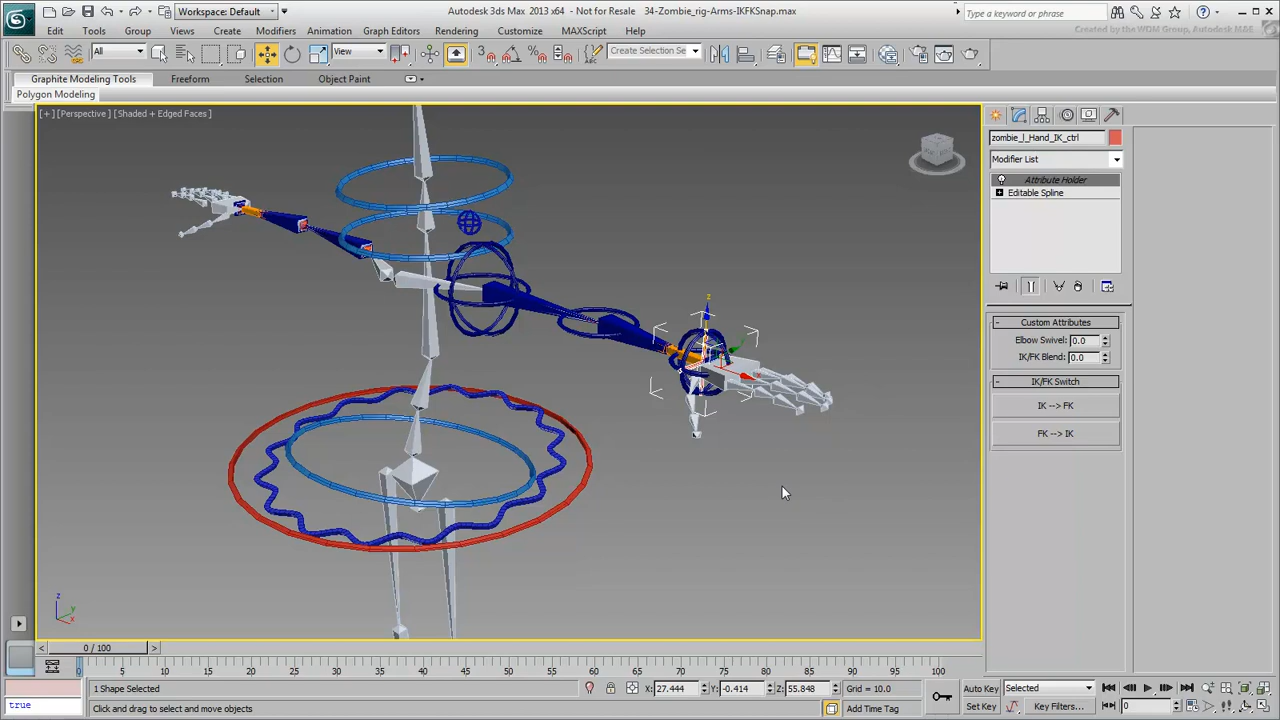 Workspace: Default
Autodesk 3ds Max 2013 x64 - Not for Resale 34-Zombie_rig-Arms-IKFKSnap.max
Type a keyword or phrase
Created by the WQM Group, Autodesk M&E
Edit Tools Group Views Create Modifiers Animation Graph Editors Rendering Customize MAXScript Help
All View Create Selection Se
Graphite Modeling Tools Freeform Selection Object Paint
Polygon Modeling
[+] [Perspective] [Shaded + Edged Faces]
zombie_l_Hand_IK_ctrl
Modifier List
Attribute Holder
Editable Spline
Custom Attributes
Elbow Swivel: 0.0
IK/FK Blend: 0.0
IK/FK Switch
IK --> FK
FK --> IK
z
x
z
y
x
< 0 / 100 >
0 5 10 15 20 25 30 35 40 45 50 55 60 65 70 75 80 85 90 95 100
1 Shape Selected X: 27.444 Y: -0.414 Z: 55.848 Grid = 10.0 Auto Key Selected
true Click and drag to select and move objects Add Time Tag Set Key Key Filters... 0